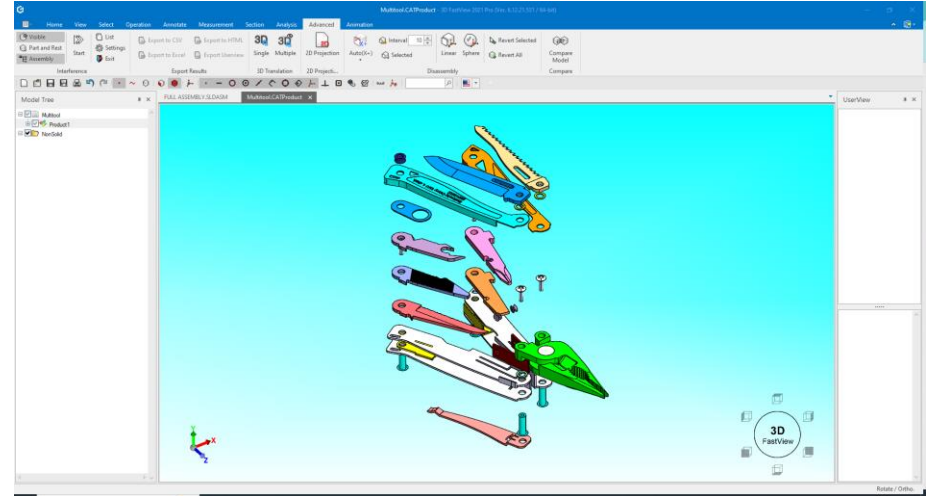 Multitool.CATProduct - 3D FastView 2021 Pro
Home View Select Operation Annotate Measurement Section Analysis Advanced Animation
Visible
Part and Rest
Assembly
Start
List
Settings
Exit
Interference
Export to CSV
Export to HTML
Export to Excel
Export Overview
Export Results
3D
Single
3D
Multiple
3D Translation
2D Projection
2D Projecti...
Auto(X+)
Interval 10
Selected
Linear
Sphere
Revert Selected
Revert All
Disassembly
Compare Model
Compare
Model Tree
FULL ASSEMBLY.SLDASM
Multitool.CATProduct
UserView
Multitool
Product1
NonSolid
Y
X
Z
3D
FastView
Rotate / Ortho.